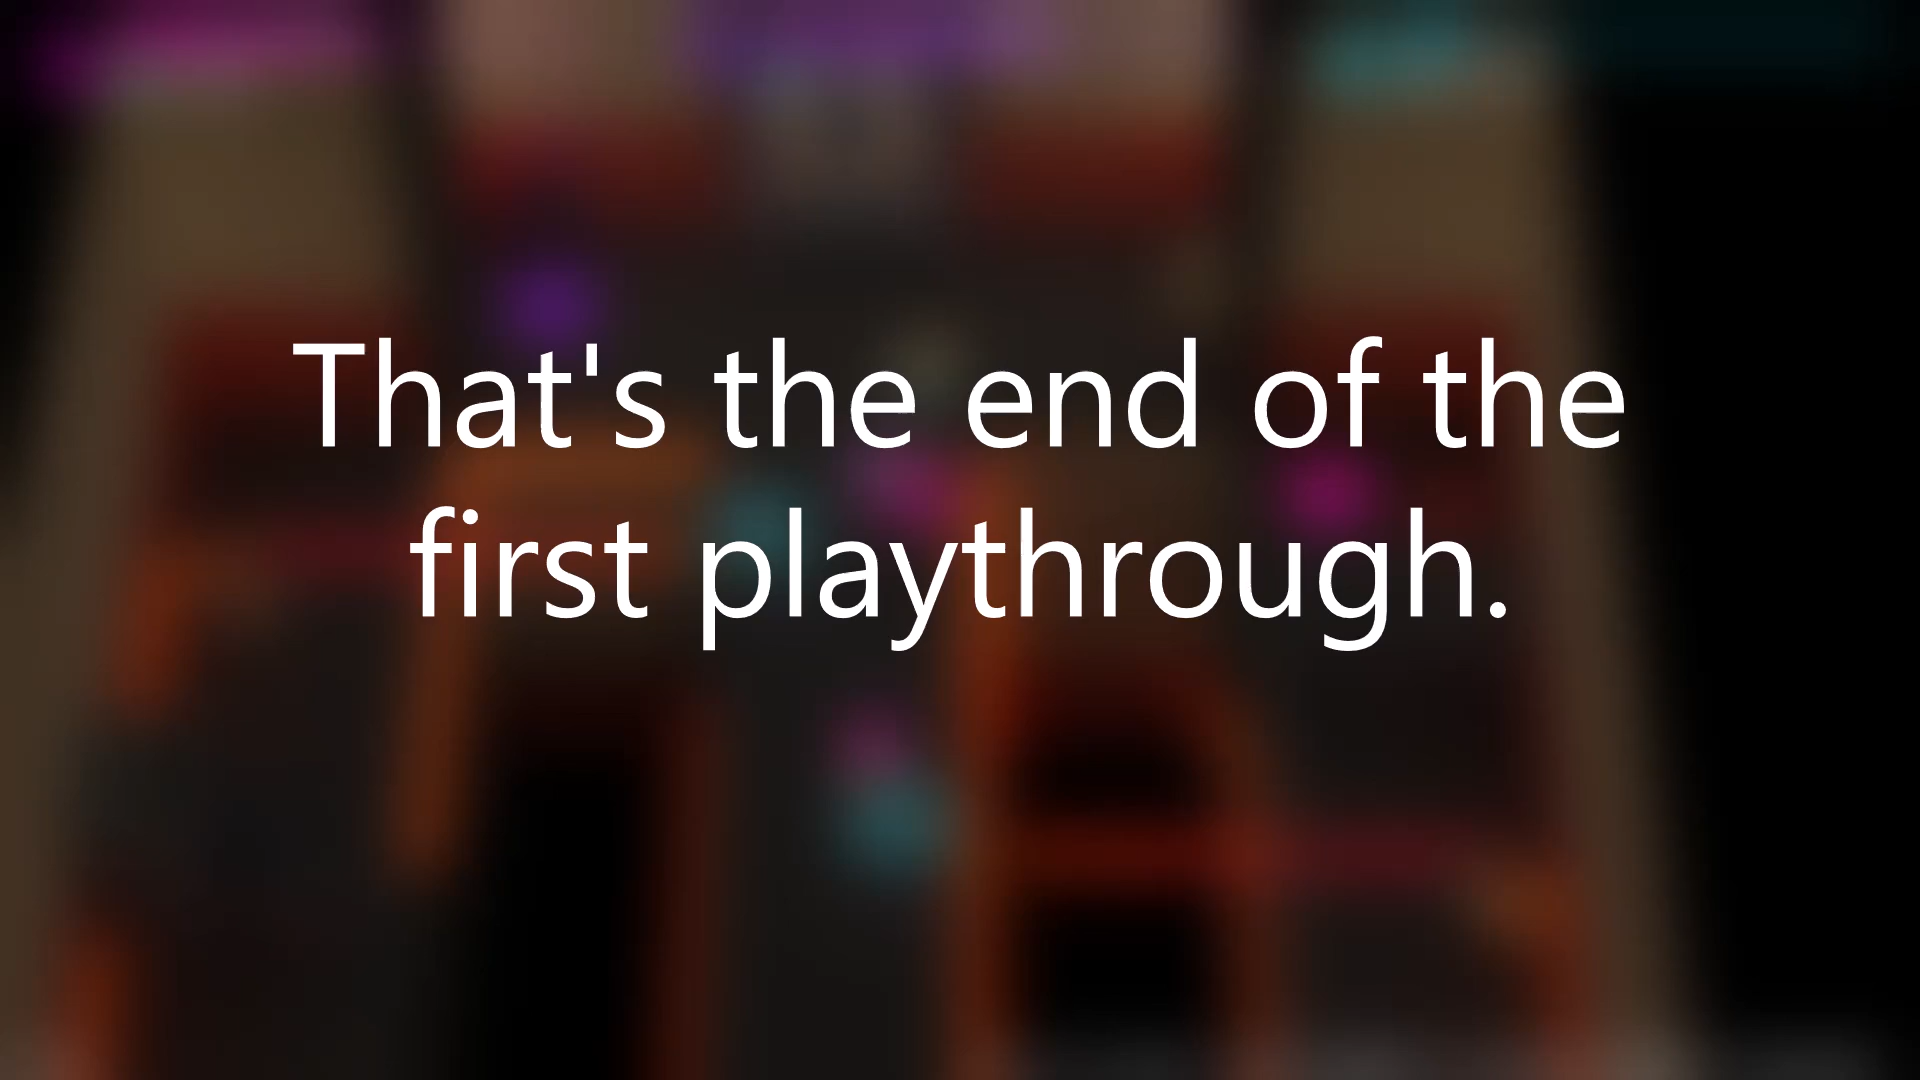 That's the end of the
first playthrough.